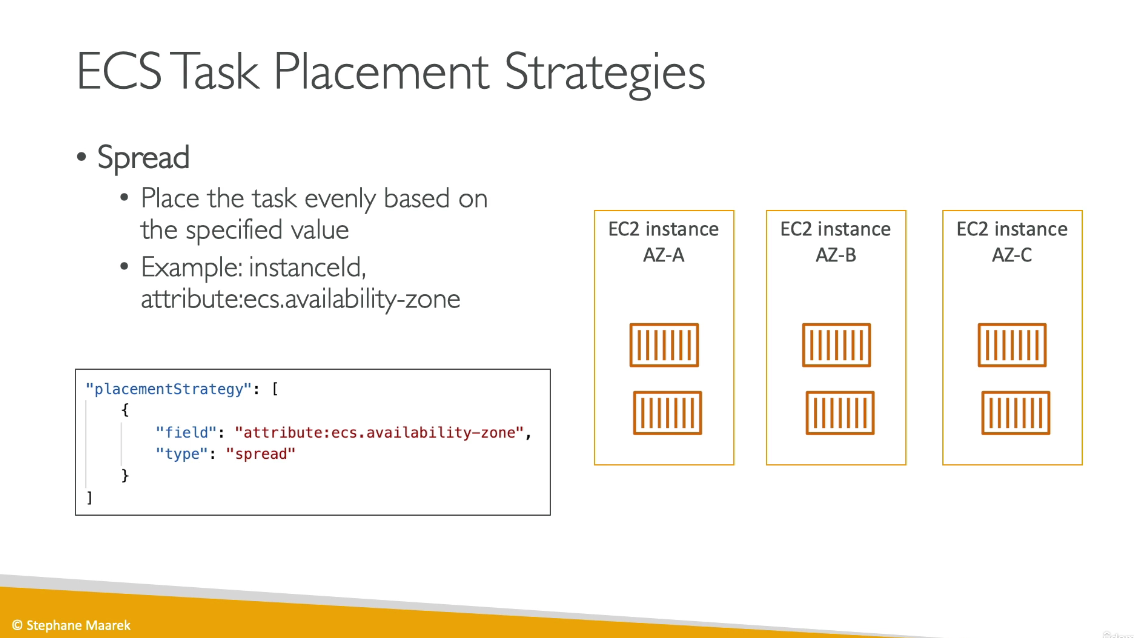 ECS Task Placement Strategies
• Spread
• Place the task evenly based on
the specified value
• Example: instanceId,
attribute:ecs.availability-zone
"placementStrategy": [
{
"field": "attribute:ecs.availability-zone",
"type": "spread"
}
]
EC2 instance
AZ-A
EC2 instance
AZ-B
EC2 instance
AZ-C
© Stephane Maarek